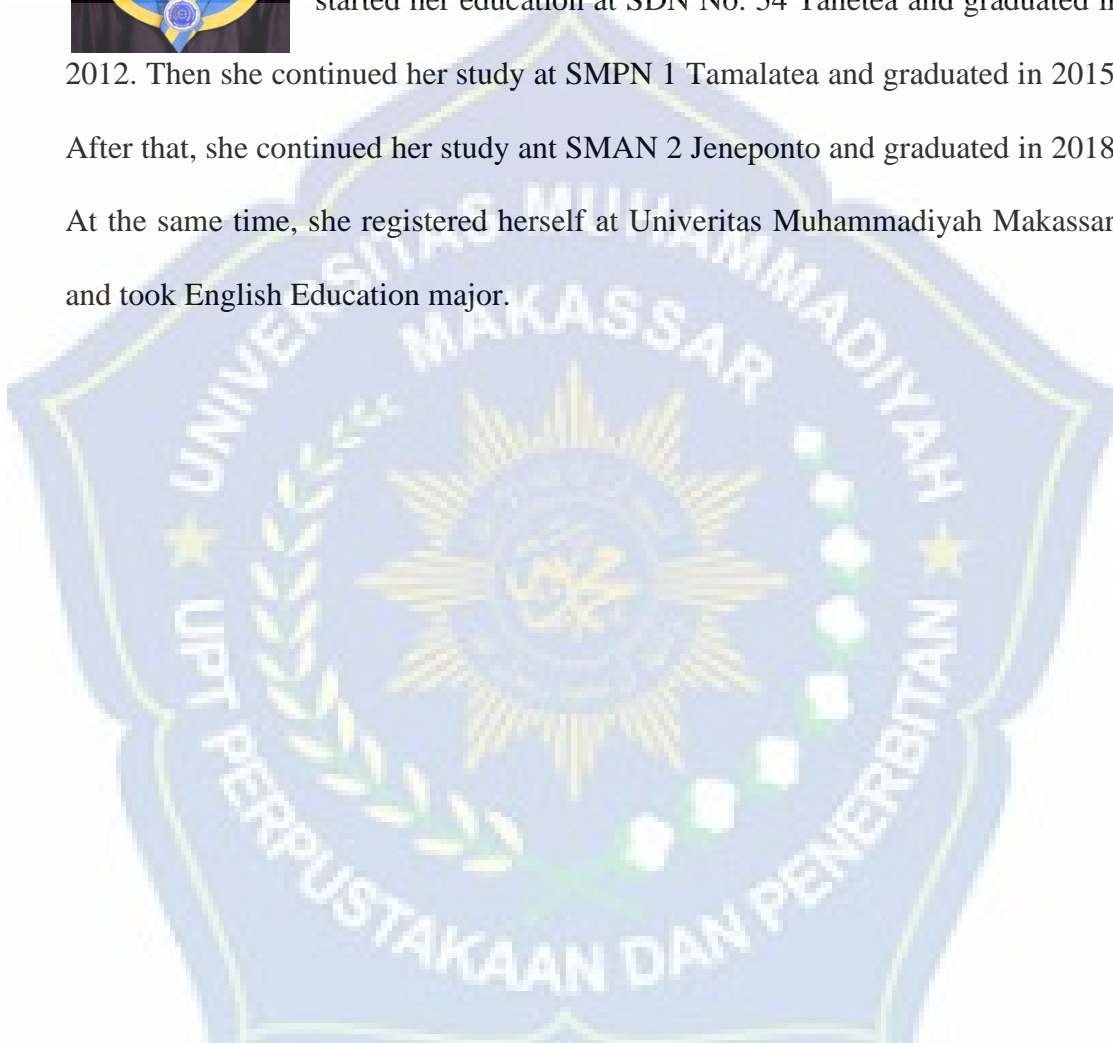 started her education at SDN No. 54 Tanetea and graduated in
2012. Then she continued her study at SMPN 1 Tamalatea and graduated in 2015
After that, she continued her study ant SMAN 2 Jeneponto and graduated in 2018
At the same time, she registered herself at Univeritas Muhammadiyah Makassar
and took English Education major.
UNIVERSITAS MUHAMMADIYAH
MAKASSAR
UPT PERPUSTAKAAN DAN PENERBITAN